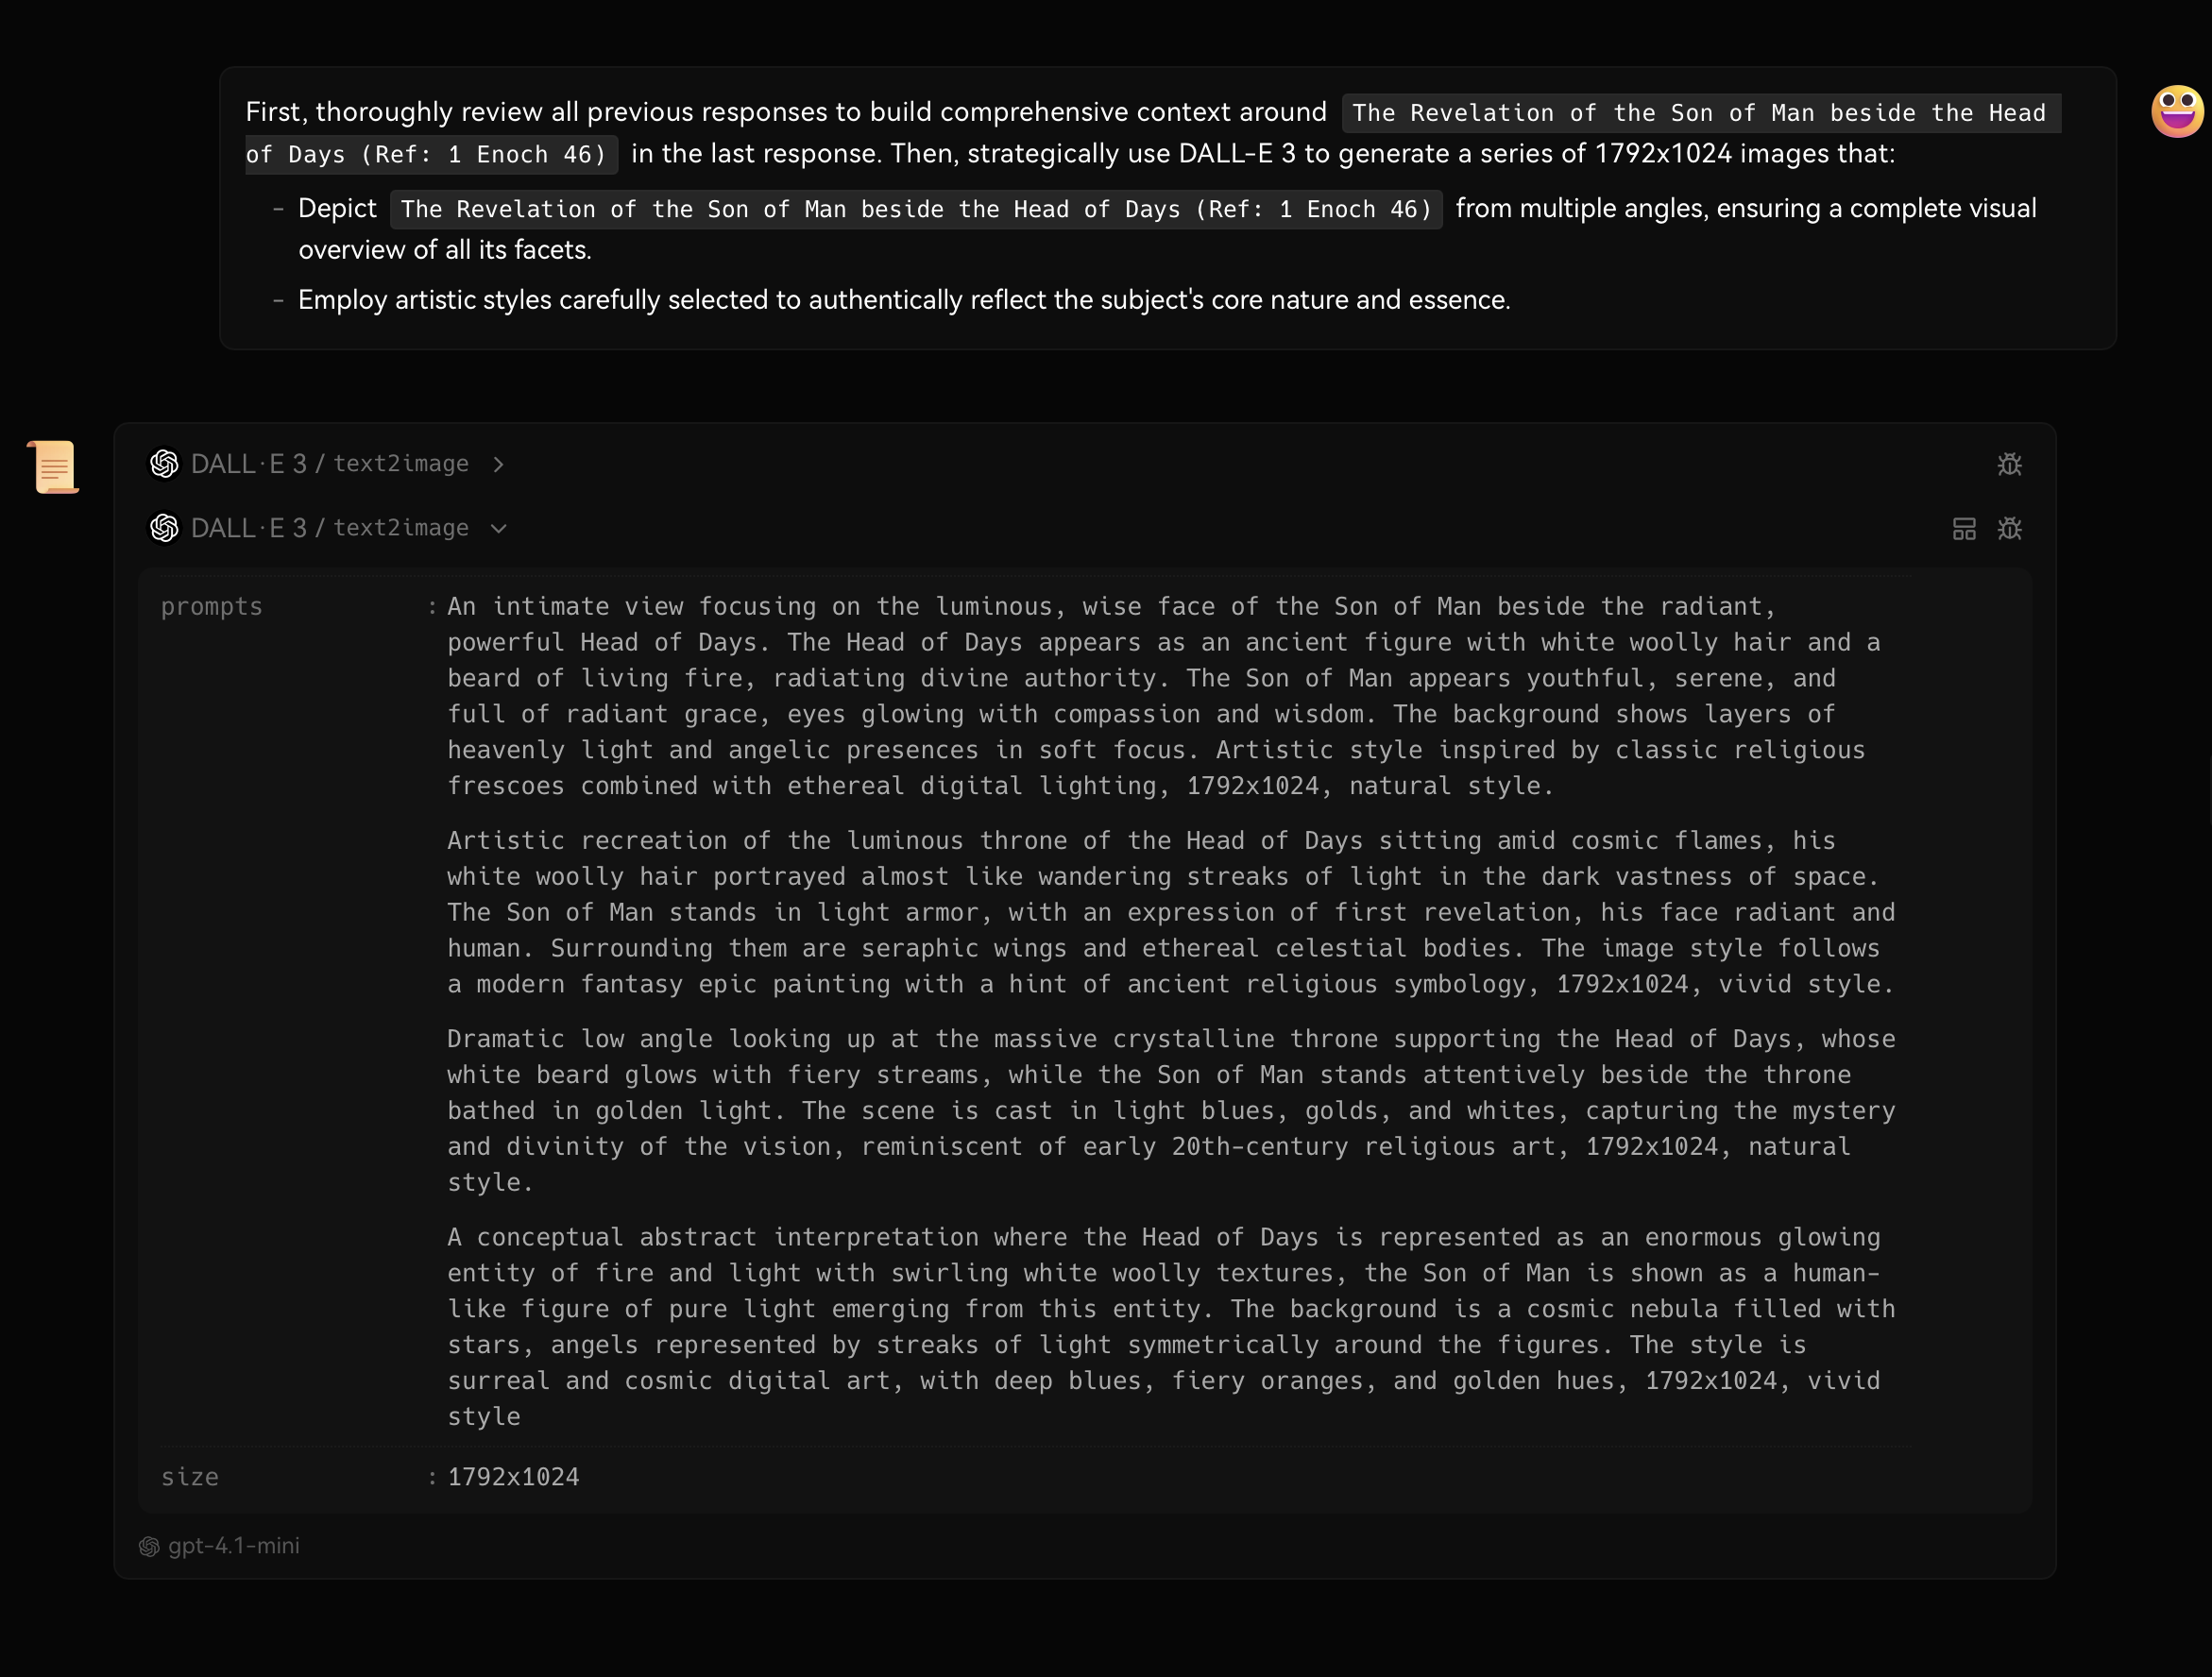 First, thoroughly review all previous responses to build comprehensive context around The Revelation of the Son of Man beside the Head
of Days (Ref: 1 Enoch 46) in the last response. Then, strategically use DALL-E 3 to generate a series of 1792x1024 images that:
– Depict The Revelation of the Son of Man beside the Head of Days (Ref: 1 Enoch 46) from multiple angles, ensuring a complete visual
overview of all its facets.
– Employ artistic styles carefully selected to authentically reflect the subject's core nature and essence.
DALL·E 3 / text2image
DALL·E 3 / text2image
prompts : An intimate view focusing on the luminous, wise face of the Son of Man beside the radiant,
powerful Head of Days. The Head of Days appears as an ancient figure with white woolly hair and a
beard of living fire, radiating divine authority. The Son of Man appears youthful, serene, and
full of radiant grace, eyes glowing with compassion and wisdom. The background shows layers of
heavenly light and angelic presences in soft focus. Artistic style inspired by classic religious
frescoes combined with ethereal digital lighting, 1792x1024, natural style.
Artistic recreation of the luminous throne of the Head of Days sitting amid cosmic flames, his
white woolly hair portrayed almost like wandering streaks of light in the dark vastness of space.
The Son of Man stands in light armor, with an expression of first revelation, his face radiant and
human. Surrounding them are seraphic wings and ethereal celestial bodies. The image style follows
a modern fantasy epic painting with a hint of ancient religious symbology, 1792x1024, vivid style.
Dramatic low angle looking up at the massive crystalline throne supporting the Head of Days, whose
white beard glows with fiery streams, while the Son of Man stands attentively beside the throne
bathed in golden light. The scene is cast in light blues, golds, and whites, capturing the mystery
and divinity of the vision, reminiscent of early 20th-century religious art, 1792x1024, natural
style.
A conceptual abstract interpretation where the Head of Days is represented as an enormous glowing
entity of fire and light with swirling white woolly textures, the Son of Man is shown as a human-
like figure of pure light emerging from this entity. The background is a cosmic nebula filled with
stars, angels represented by streaks of light symmetrically around the figures. The style is
surreal and cosmic digital art, with deep blues, fiery oranges, and golden hues, 1792x1024, vivid
style
size : 1792x1024
gpt-4.1-mini